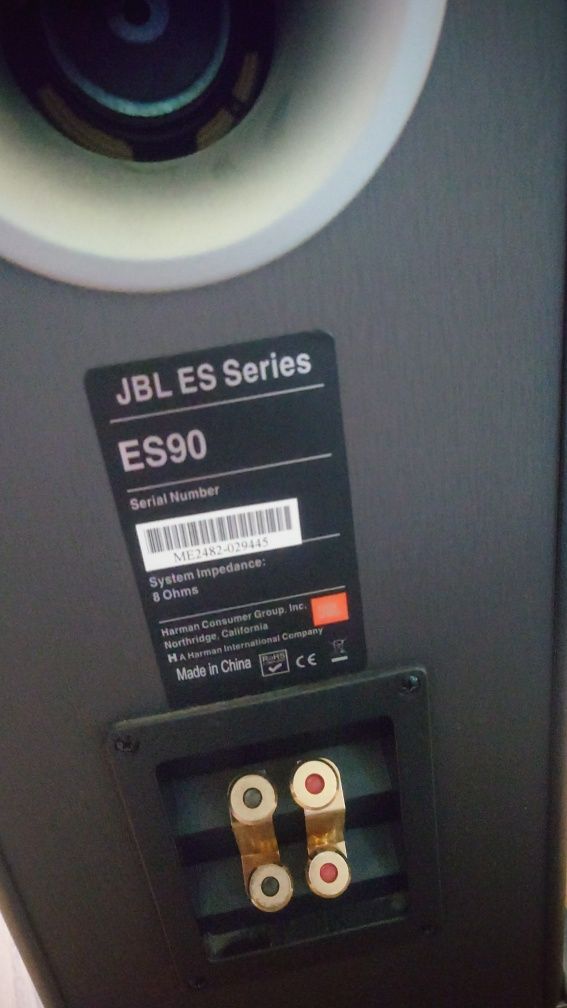 JBL ES Series
ES90
Serial Number
ME2482-029445
System Impedance:
8 Ohms
Harman Consumer Group, Inc.
Northridge, California
H A Harman International Company
Made in China RoHS CE